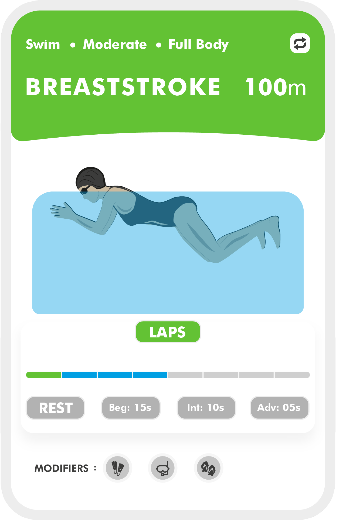 Swim • Moderate • Full Body
BREASTSTROKE 100m
LAPS
REST Beg: 15s Int: 10s Adv: 05s
MODIFIERS :